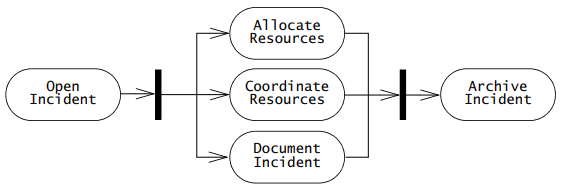 Open
Incident
Allocate
Resources
Coordinate
Resources
Document
Incident
Archive
Incident